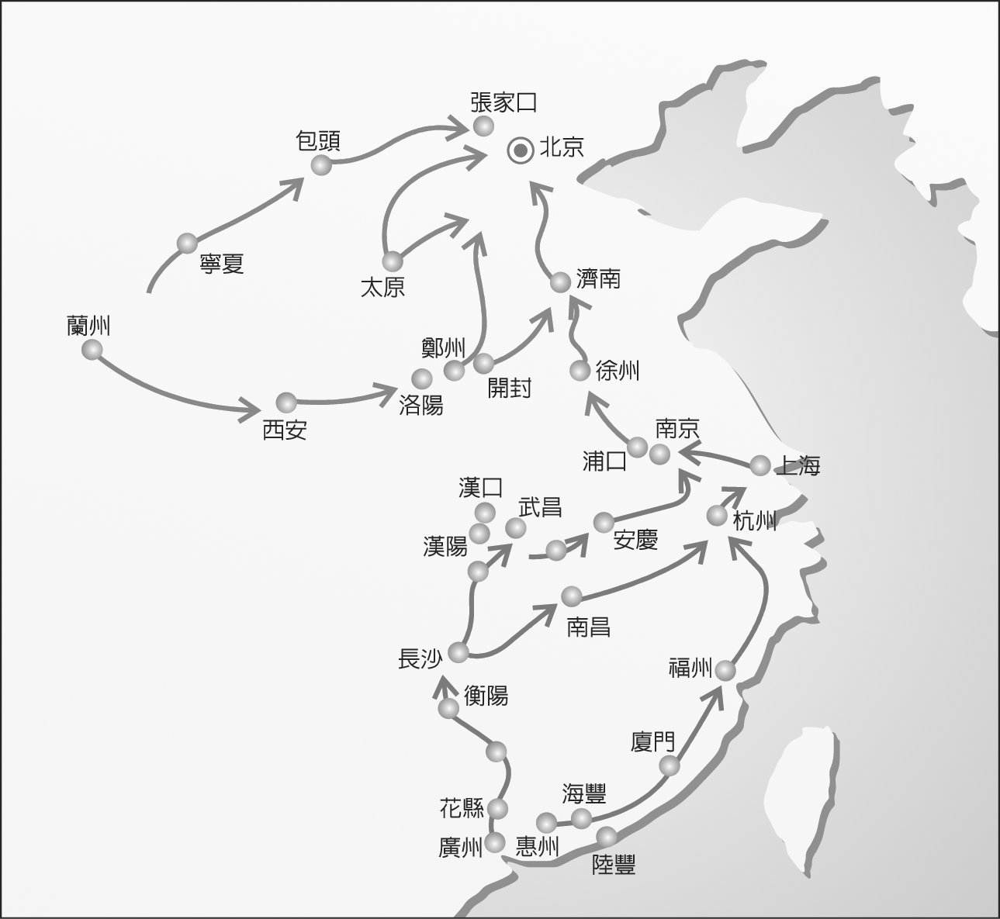 張家口
包頭
北京
寧夏
太原
濟南
蘭州
鄭州
開封
徐州
洛陽
西安
南京
浦口
上海
漢口
武昌
杭州
漢陽
安慶
南昌
長沙
福州
衡陽
廈門
海豐
花縣
廣州
惠州
陸豐